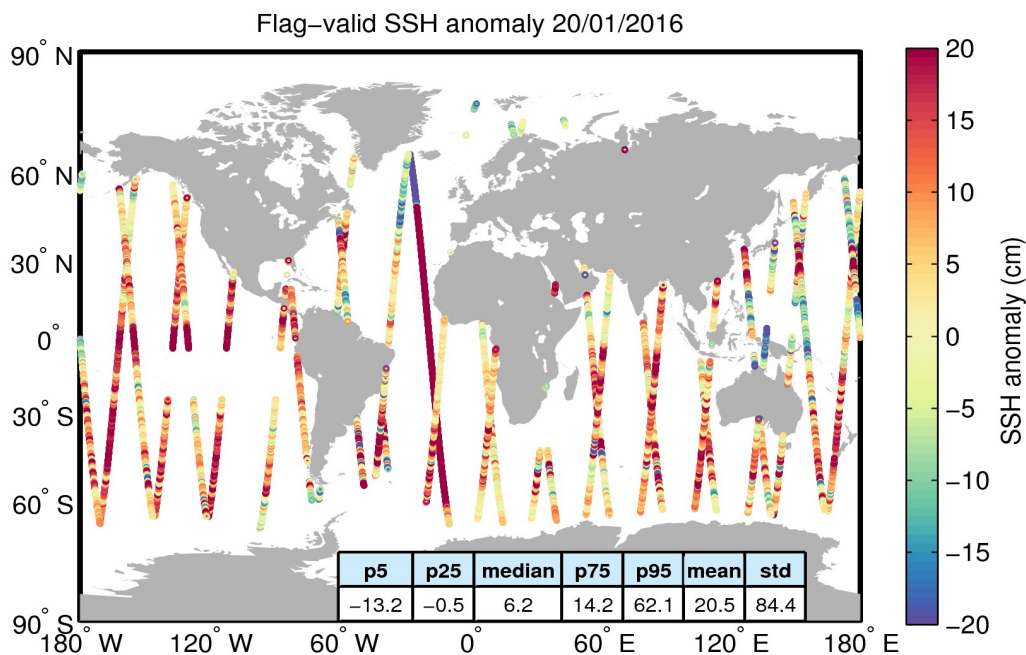 Flag−valid SSH anomaly 20/01/2016
90° N
60° N
30° N
0°
30° S
60° S
90° S
180° W
120° W
60° W
0°
60° E
120° E
180° E
p5 p25 median p75 p95 mean std
−13.2 −0.5 6.2 14.2 62.1 20.5 84.4
20
15
10
5
0
−5
−10
−15
−20
SSH anomaly (cm)